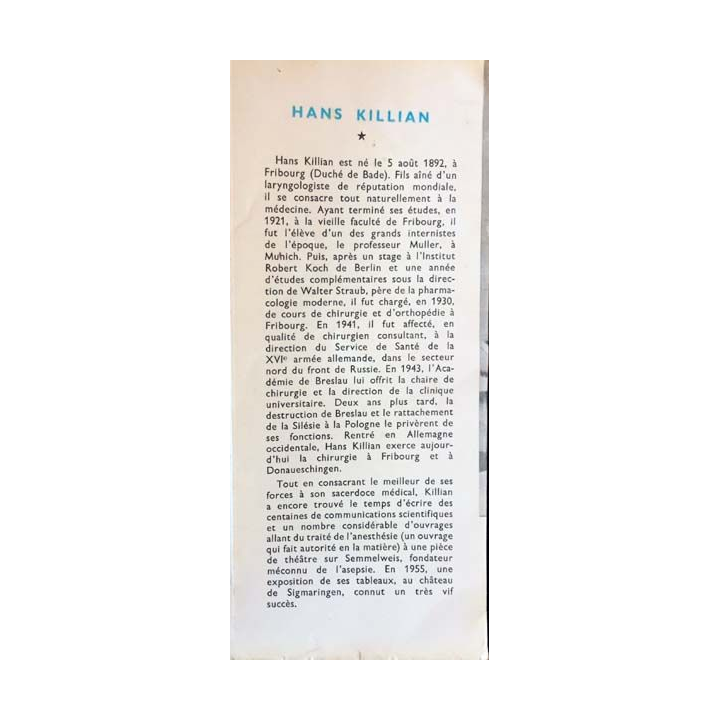 HANS KILLIAN
★
Hans Killian est né le 5 août 1892, à
Fribourg (Duché de Bade). Fils aîné d'un
laryngologiste de réputation mondiale,
il se consacre tout naturellement à la
médecine. Ayant terminé ses études, en
1921, à la vieille faculté de Fribourg, il
fut l'élève d'un des grands internistes
de l'époque, le professeur Muller, à
Muhich. Puis, après un stage à l'Institut
Robert Koch de Berlin et une année
d'études complémentaires sous la direc-
tion de Walter Straub, père de la pharma-
cologie moderne, il fut chargé, en 1930,
de cours de chirurgie et d'orthopédie à
Fribourg. En 1941, il fut affecté, en
qualité de chirurgien consultant, à la
direction du Service de Santé de la
XVIe armée allemande, dans le secteur
nord du front de Russie. En 1943, l'Aca-
démie de Breslau lui offrit la chaire de
chirurgie et la direction de la clinique
universitaire. Deux ans plus tard, la
destruction de Breslau et le rattachement
de la Silésie à la Pologne le privèrent de
ses fonctions. Rentré en Allemagne
occidentale, Hans Killian exerce aujour-
d'hui la chirurgie à Fribourg et à
Donaueschingen.
Tout en consacrant le meilleur de ses
forces à son sacerdoce médical, Killian
a encore trouvé le temps d'écrire des
centaines de communications scientifiques
et un nombre considérable d'ouvrages
allant du traité de l'anesthésie (un ouvrage
qui fait autorité en la matière) à une pièce
de théâtre sur Semmelweis, fondateur
méconnu de l'asepsie. En 1955, une
exposition de ses tableaux, au château
de Sigmaringen, connut un très vif
succès.